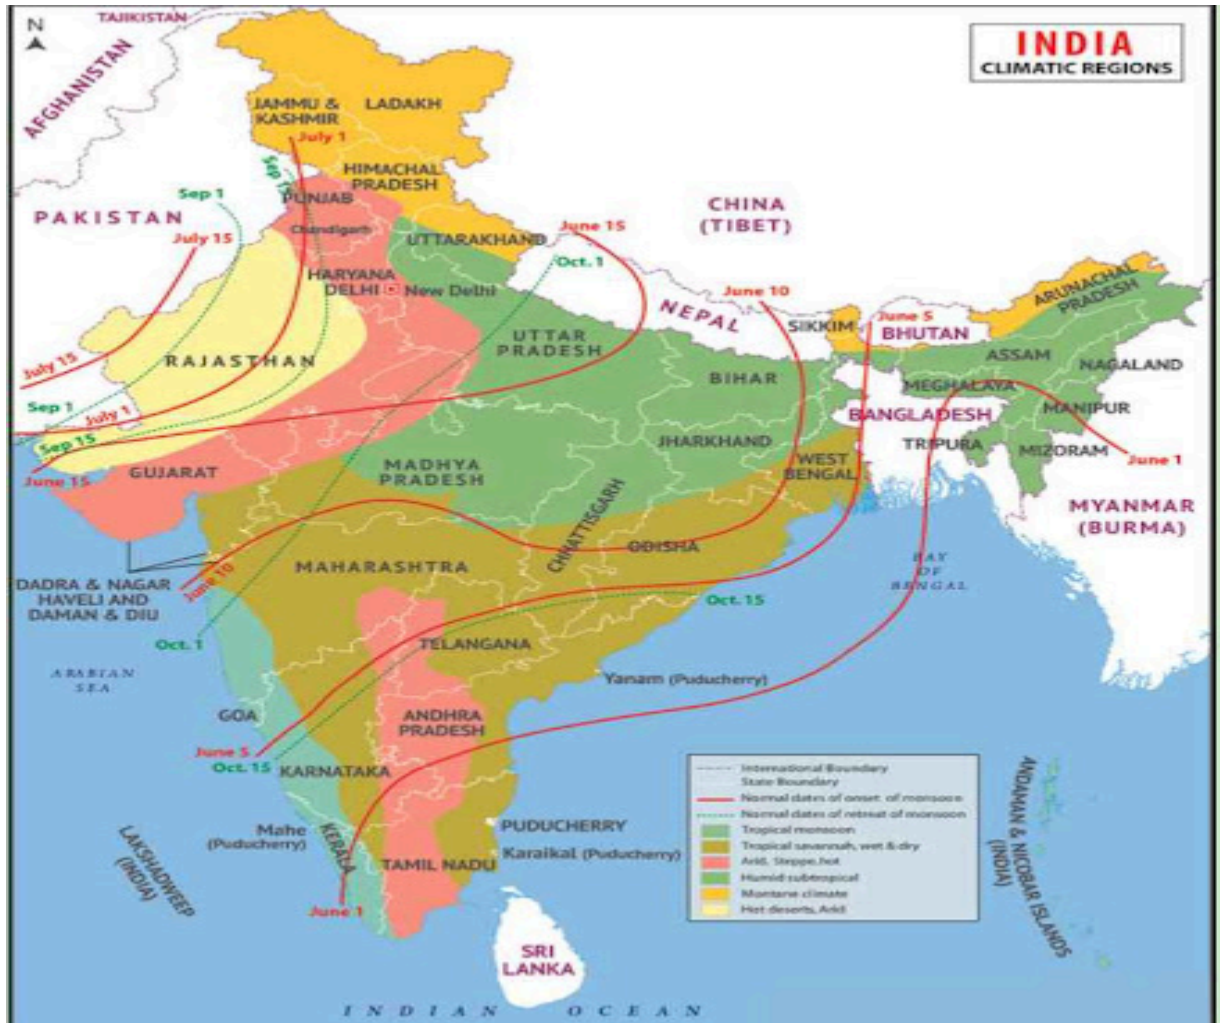 N
TAJIKISTAN
AFGHANISTAN
INDIA
CLIMATIC REGIONS
JAMMU &
KASHMIR
LADAKH
July 1
Sep 15
HIMACHAL
PRADESH
Sep 1
PUNJAB
PAKISTAN
CHINA
(TIBET)
July 15
Chandigarh
UTTARAKHAND
June 15
Oct. 1
HARYANA
DELHI
New Delhi
June 10
ARUNACHAL
PRADESH
NEPAL
SIKKIM
June 5
BHUTAN
RAJASTHAN
UTTAR
PRADESH
July 15
ASSAM
NAGALAND
BIHAR
MEGHALAYA
Sep 1
July 1
BANGLADESH
MANIPUR
Sep 15
JHARKHAND
TRIPURA
MIZORAM
June 1
June 15
GUJARAT
MADHYA
PRADESH
WEST
BENGAL
CHHATTISGARH
MYANMAR
(BURMA)
ODISHA
MAHARASHTRA
BAY
OF
BENGAL
DADRA & NAGAR
HAVELI AND
DAMAN & DIU
June 10
Oct. 15
Oct. 1
TELANGANA
ARABIAN
SEA
Yanam (Puducherry)
GOA
ANDHRA
PRADESH
June 5
Oct. 15
KARNATAKA
International Boundary
State Boundary
Normal dates of onset of monsoon
Normal dates of retreat of monsoon
Tropical monsoon
Tropical savannah, wet & dry
Arid, Steppe, hot
Humid subtropical
Montane climate
Hot deserts, Arid
ANDAMAN & NICOBAR ISLANDS
(INDIA)
LAKSHADWEEP
(INDIA)
Mahe
(Puducherry)
KERALA
PUDUCHERRY
Karaikal (Puducherry)
TAMIL NADU
June 1
SRI
LANKA
INDIAN OCEAN